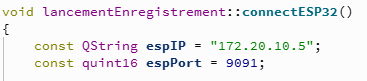 void lancementEnregistrement::connectESP32()
{
    const QString espIP = "172.20.10.5";
    const quint16 espPort = 9091;